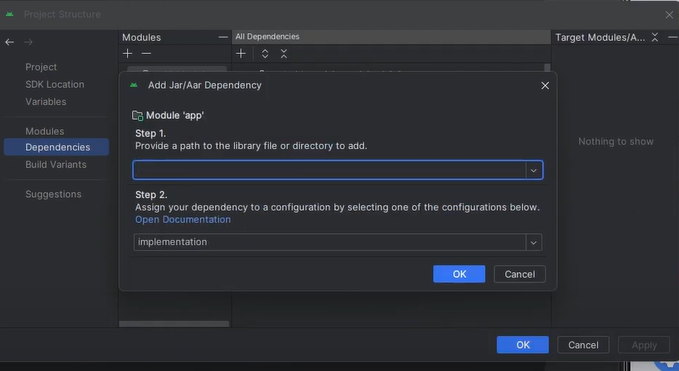 Project Structure
Modules
All Dependencies
Target Modules/A...
Project
SDK Location
Variables
Modules
Dependencies
Build Variants
Suggestions
Nothing to show
Add Jar/Aar Dependency
Module 'app'
Step 1.
Provide a path to the library file or directory to add.
Step 2.
Assign your dependency to a configuration by selecting one of the configurations below.
Open Documentation
implementation
OK
Cancel
OK
Cancel
Apply